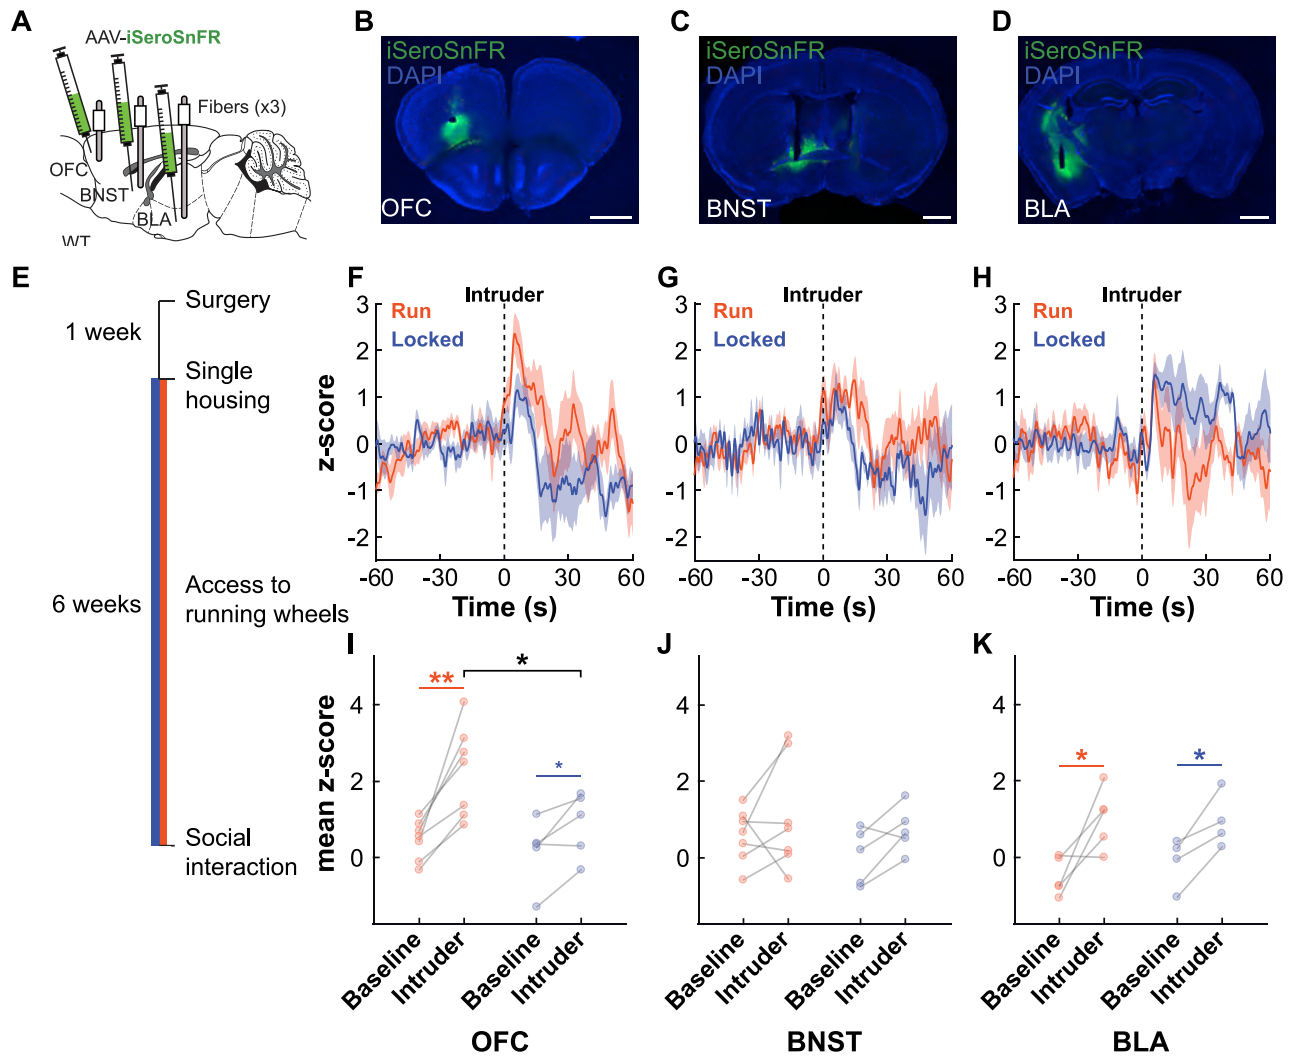 A
AAV-iSeroSnFR
Fibers (x3)
OFC
BNST
BLA
WT
B
iSeroSnFR
DAPI
OFC
C
iSeroSnFR
DAPI
BNST
D
iSeroSnFR
DAPI
BLA
E
Surgery
1 week
Single
housing
6 weeks
Access to
running wheels
Social
interaction
F
Intruder
Run
Locked
z-score
3
2
1
0
-1
-2
-60
-30
0
30
60
Time (s)
G
Intruder
Run
Locked
3
2
1
0
-1
-2
-60
-30
0
30
60
Time (s)
H
Intruder
Run
Locked
3
2
1
0
-1
-2
-60
-30
0
30
60
Time (s)
I
**
*
*
mean z-score
4
2
0
Baseline
Intruder
Baseline
Intruder
OFC
J
4
2
0
Baseline
Intruder
Baseline
Intruder
BNST
K
*
*
4
2
0
Baseline
Intruder
Baseline
Intruder
BLA